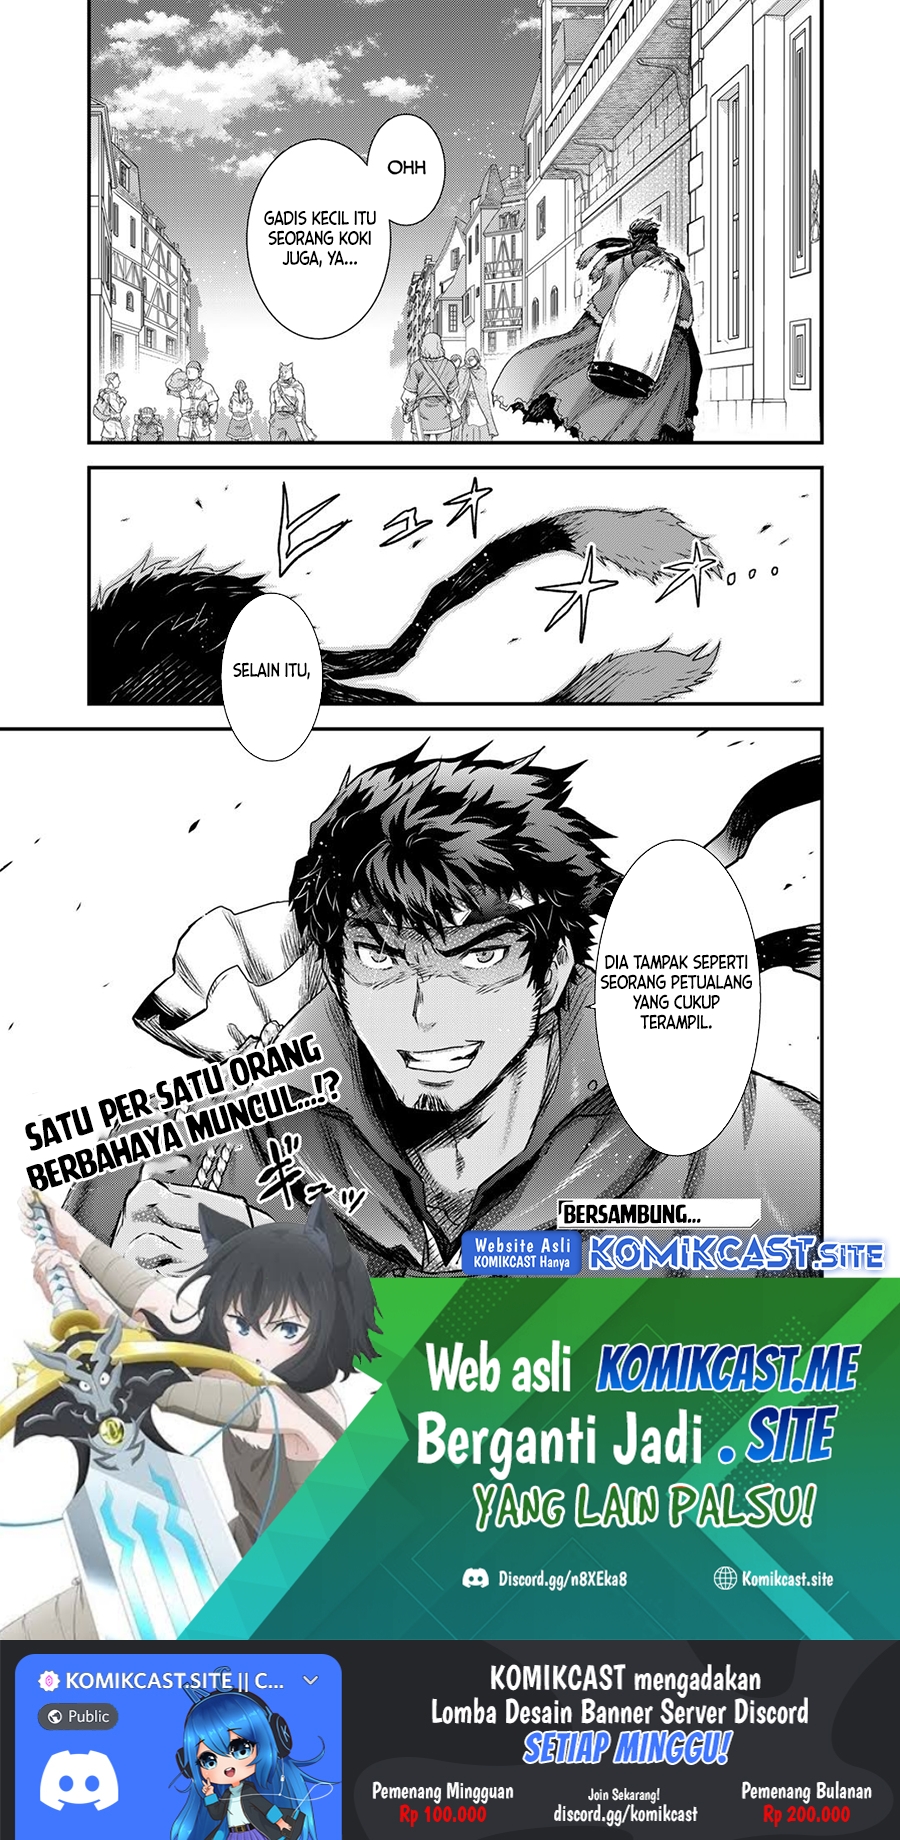 OHH
GADIS KECIL ITU
SEORANG KOKI
JUGA, YA...
ヒュオオオ...
SELAIN ITU,
DIA TAMPAK SEPERTI
SEORANG PETUALANG
YANG CUKUP
TERAMPIL.
SATU PER SATU ORANG
BERBAHAYA MUNCUL...!?
ギュッ
BERSAMBUNG...
Website Asli
KOMIKCAST Hanya
KOMIKCAST.SITE
Web asli KOMIKCAST.ME
Berganti Jadi .SITE
YANG LAIN PALSU!
Discord.gg/n8XEka8
Komikcast.site
KOMIKCAST.SITE || C...
Public
KOMIKCAST mengadakan
Lomba Desain Banner Server Discord
SETIAP MINGGU!
Pemenang Mingguan
Rp 100.000
Join Sekarang!
discord.gg/komikcast
Pemenang Bulanan
Rp 200.000